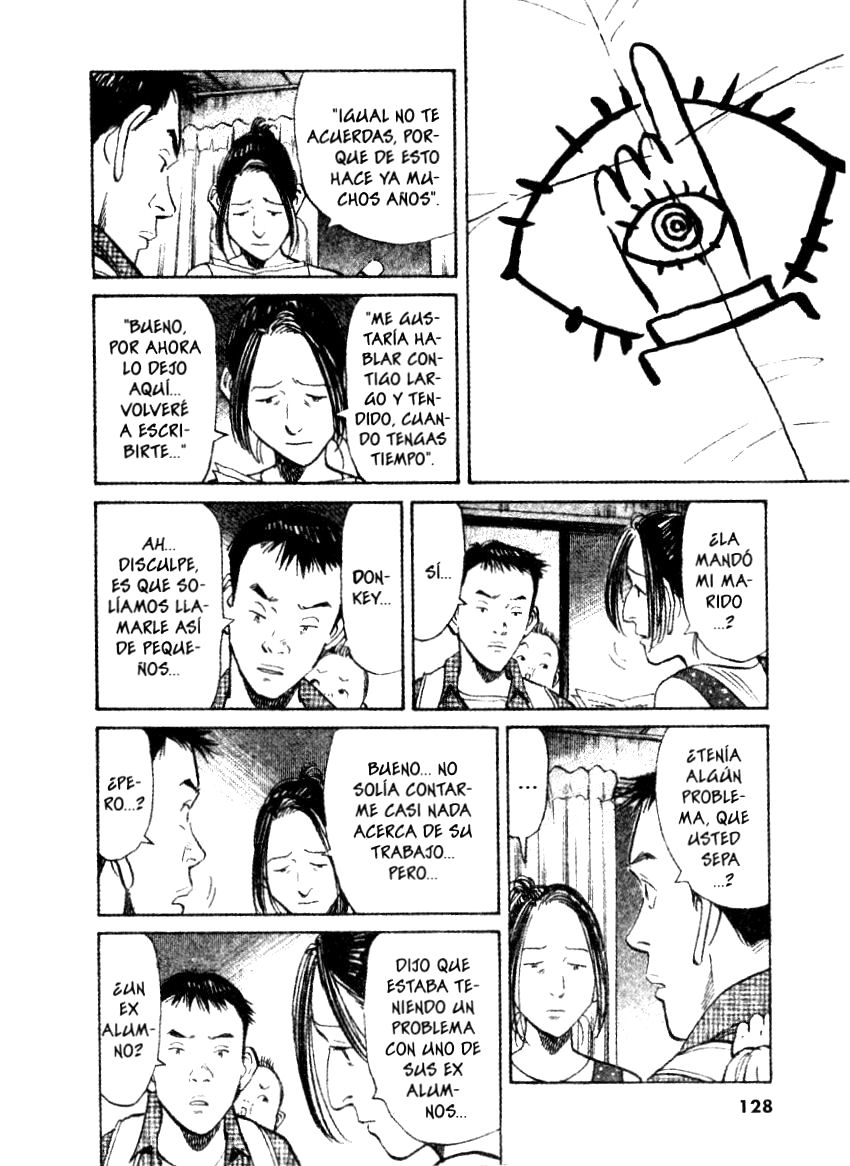 "IGUAL NO TE
ACUERDAS, POR-
QUE DE ESTO
HACE YA MU-
CHOS AÑOS".
"ME GUS-
TARÍA HA-
BLAR CON-
TIGO LAR-
GO Y TEN-
DIDO, CUAN-
DO TENGAS
TIEMPO".
"BUENO,
POR AHORA
LO DEJO
AQUÍ...
VOLVERÉ
A ESCRI-
BIRTE..."
¿LA
MANDÓ
MI MA-
RIDO
...?
SÍ...
DON-
KEY...
AH...
DISCULPE,
ES QUE SO-
LÍAMOS LLA-
MARLE ASÍ
DE PEQUE-
ÑOS...
¿TENÍA
ALGÚN
PROBLE-
MA, QUE
USTED
SEPA
...?
...
BUENO... NO
SOLÍA CONTAR-
ME CASI NADA
ACERCA DE SU
TRABAJO...
PERO...
¿PE-
RO...?
DIJO QUE
ESTABA TE-
NIENDO UN
PROBLEMA
CON UNO DE
SUS EX
ALUM-
NOS...
¿UN
EX
ALUM-
NO?
128